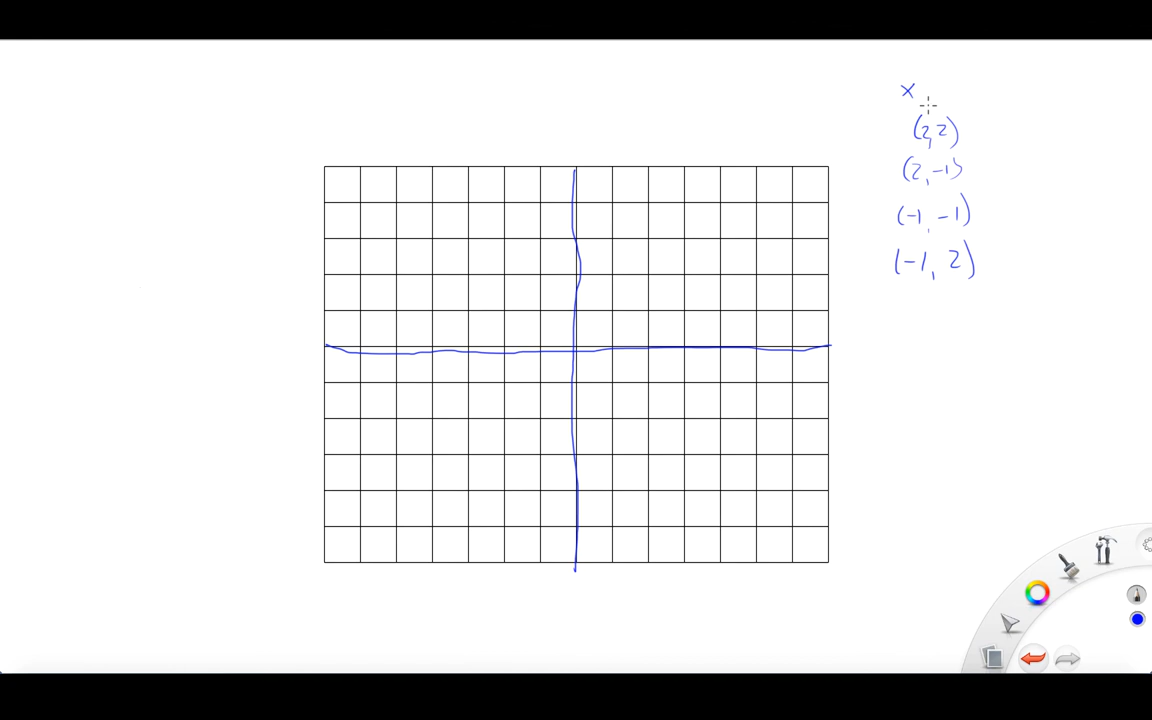 x
(2,2)
(2,-1)
(-1,-1)
(-1,2)